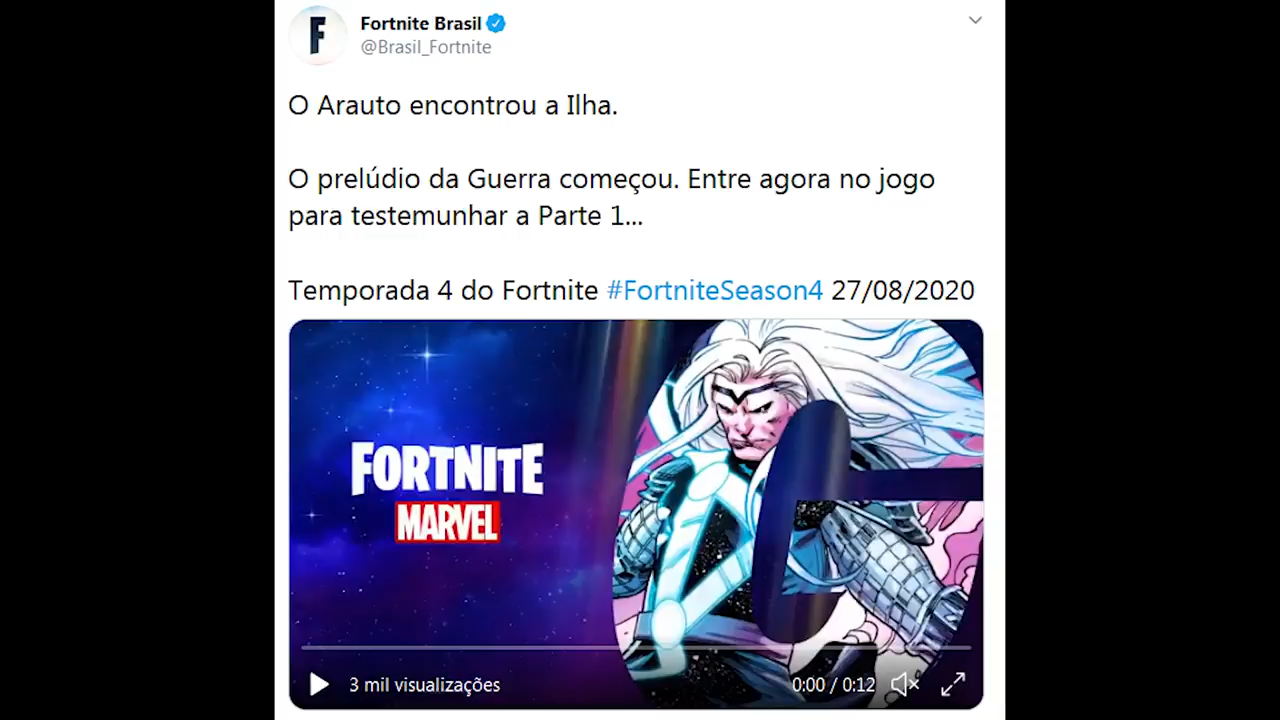 Fortnite Brasil
@Brasil_Fortnite
O Arauto encontrou a Ilha.
O prelúdio da Guerra começou. Entre agora no jogo
para testemunhar a Parte 1...
Temporada 4 do Fortnite #FortniteSeason4 27/08/2020
FORTNITE
MARVEL
3 mil visualizações
0:00 / 0:12